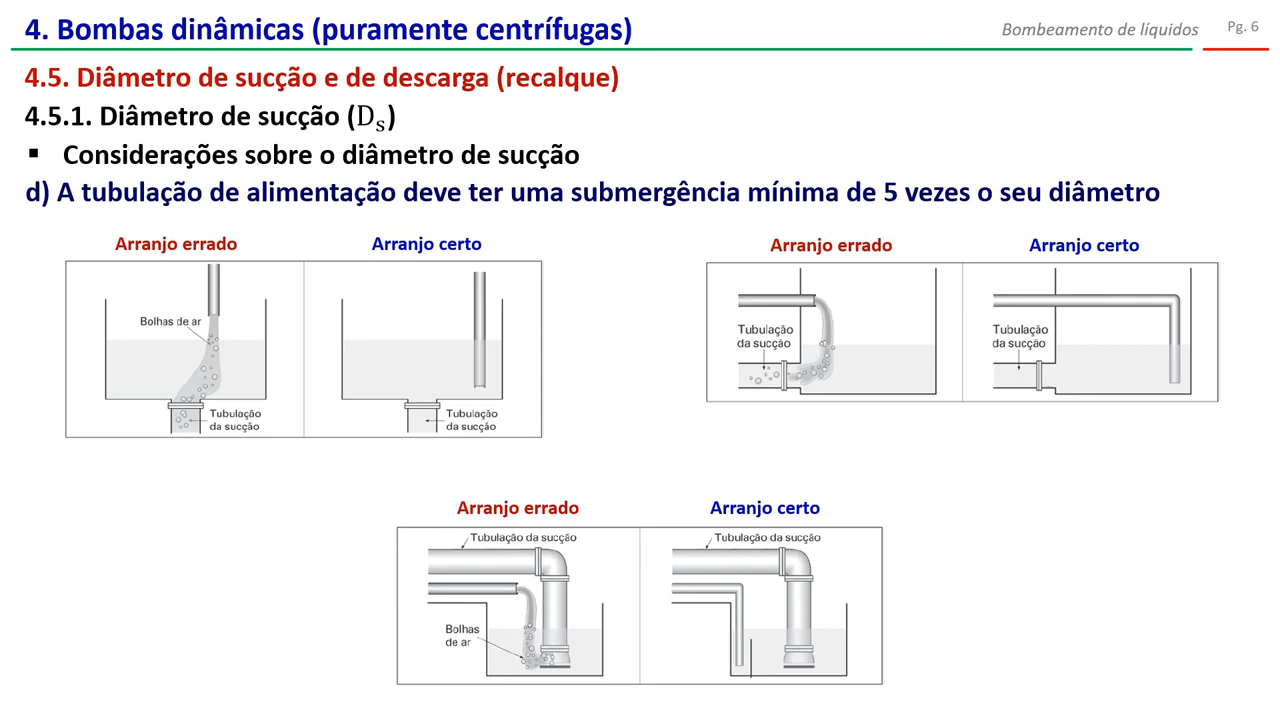 4. Bombas dinâmicas (puramente centrífugas)
Bombeamento de líquidos
Pg. 6
4.5. Diâmetro de sucção e de descarga (recalque)
4.5.1. Diâmetro de sucção (Dₛ)
▪ Considerações sobre o diâmetro de sucção
d) A tubulação de alimentação deve ter uma submergência mínima de 5 vezes o seu diâmetro
Arranjo errado
Arranjo certo
Bolhas de ar
Tubulação
da sucção
Tubulação
da sucção
Arranjo errado
Arranjo certo
Tubulação
da sucção
Tubulação
da sucção
Arranjo errado
Arranjo certo
Tubulação da sucção
Bolhas
de ar
Tubulação da sucção